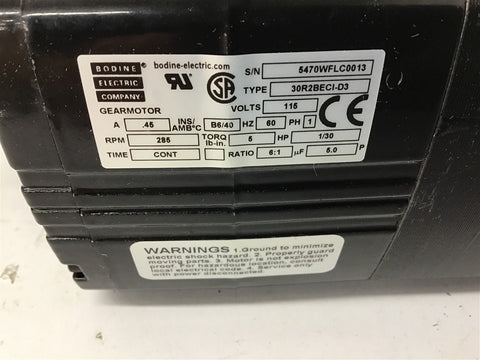 BODINE ELECTRIC COMPANY
bodine-electric.com
S/N 5470WFLC0013
TYPE 30R2BECI-D3
VOLTS 115
GEARMOTOR
A .45 INS/AMB°C B6/40 HZ 60 PH 1
RPM 285 TORQ lb-in. 5 HP 1/30
TIME CONT RATIO 6:1 µF 5.0 P
WARNINGS 1.Ground to minimize
electric shock hazard. 2. Properly guard
moving parts. 3. Motor is not explosion
proof. For hazardous location, consult
local electrical code. 4. Service only
with power disconnected.